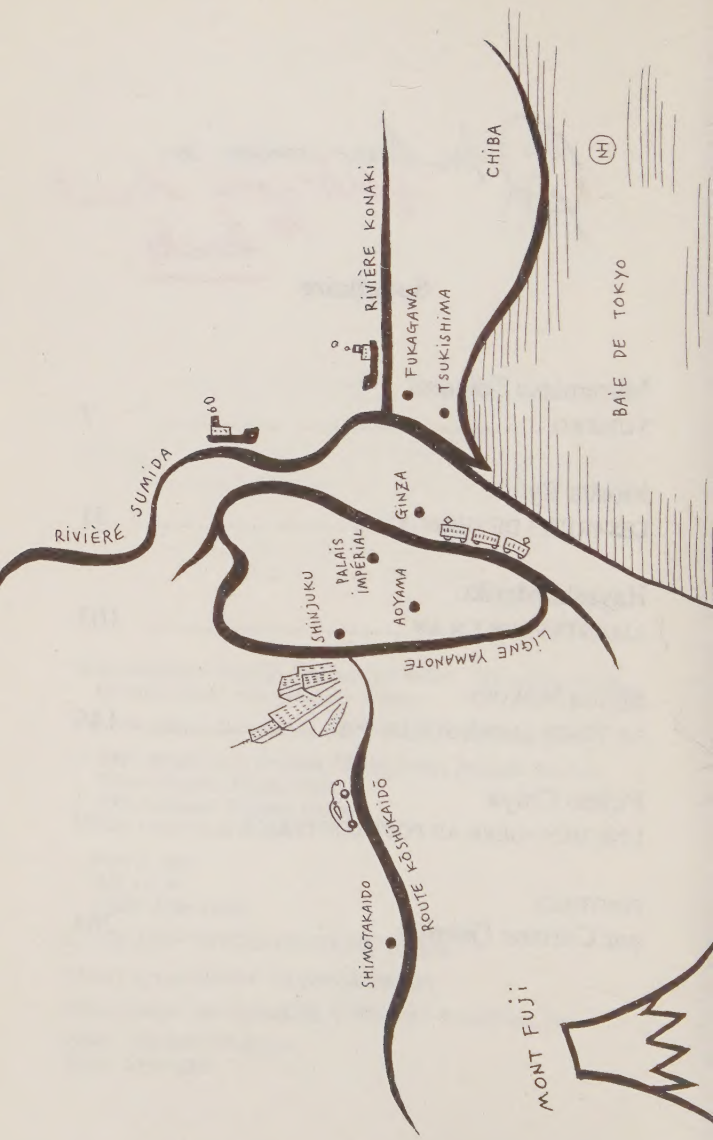 RIVIÈRE SUMIDA
RIVIÈRE KONAKI
FUKAGAWA
TSUKISHIMA
CHIBA
NH
BAIE DE TOKYO
SHINJUKU
PALAIS
IMPÉRIAL
GINZA
AOYAMA
LIGNE YAMANOTE
SHIMOTAKAIDO
ROUTE KŌSHŪKAIDŌ
MONT FUJI